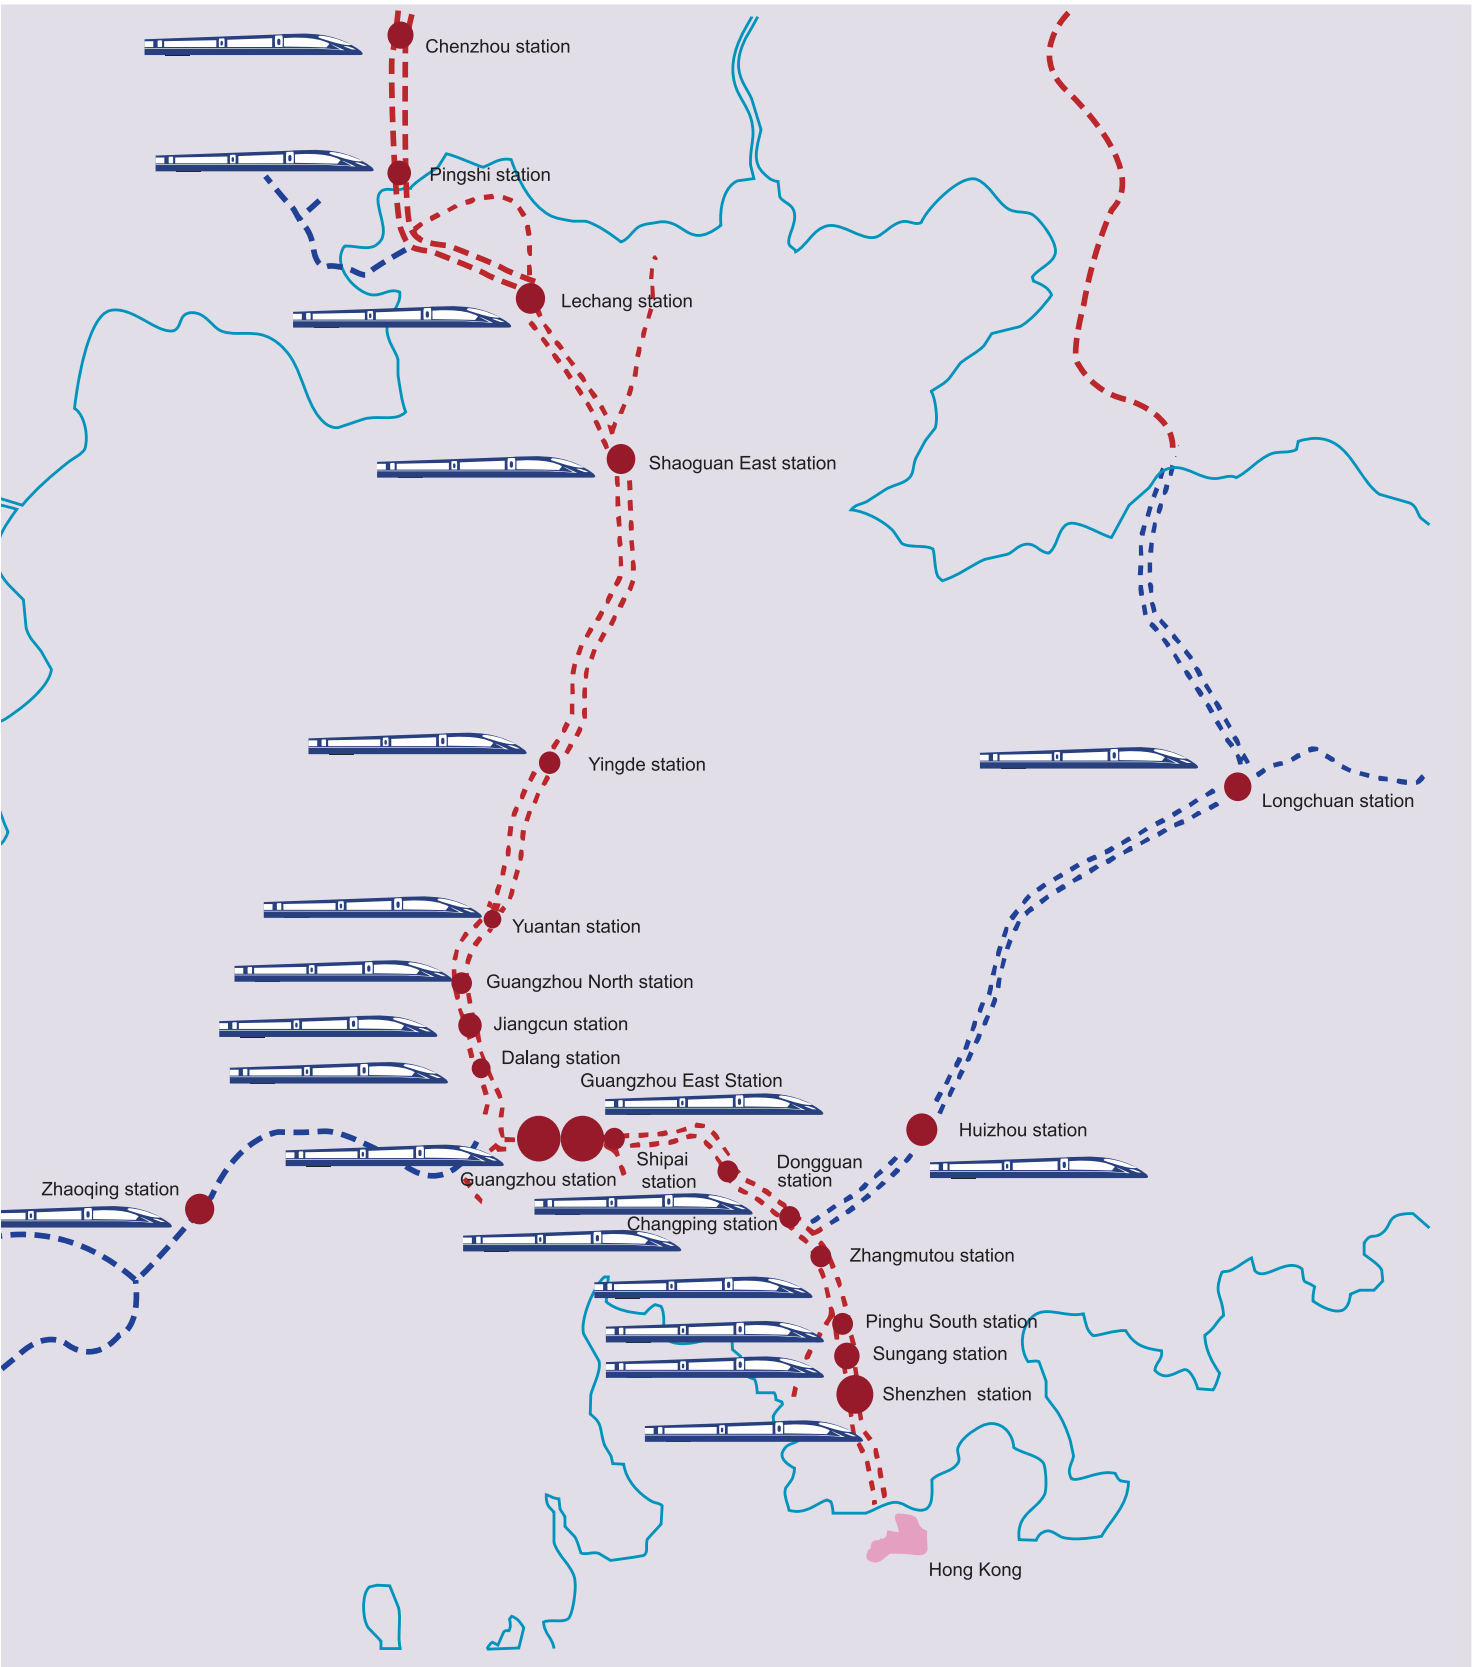 Chenzhou station
Pingshi station
Lechang station
Shaoguan East station
Yingde station
Longchuan station
Yuantan station
Guangzhou North station
Jiangcun station
Dalang station
Guangzhou East Station
Huizhou station
Shipai
station
Dongguan
station
Guangzhou station
Zhaoqing station
Changping station
Zhangmutou station
Pinghu South station
Sungang station
Shenzhen station
Hong Kong